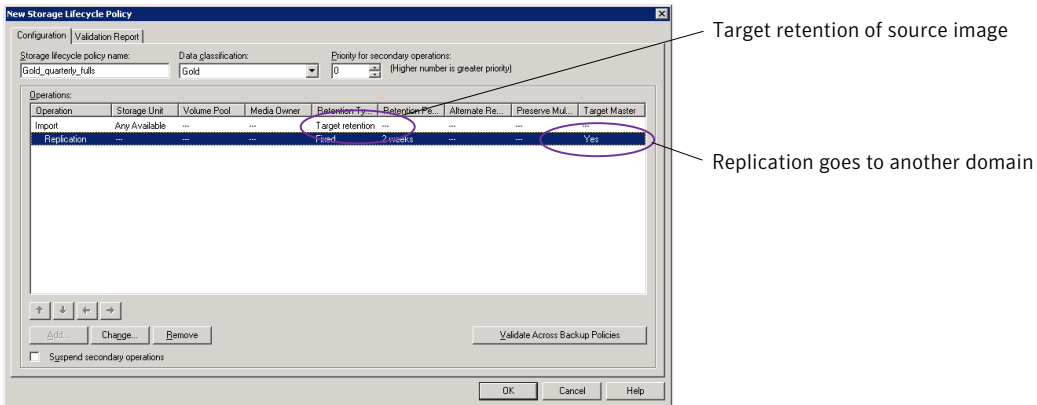 New Storage Lifecycle Policy
Configuration
Validation Report
Storage lifecycle policy name:
Data classification:
Priority for secondary operations:
Gold_quarterly_fulls
Gold
0
(Higher number is greater priority)
Operations:
Operation Storage Unit Volume Pool Media Owner Retention Ty... Retention Pe... Alternate Re... Preserve Mul... Target Master
Import Any Available --- --- Target retention --- --- --- ---
Replication --- --- --- Fixed 2 weeks --- --- Yes
Add...
Change...
Remove
Validate Across Backup Policies
Suspend secondary operations
OK
Cancel
Help
Target retention of source image
Replication goes to another domain